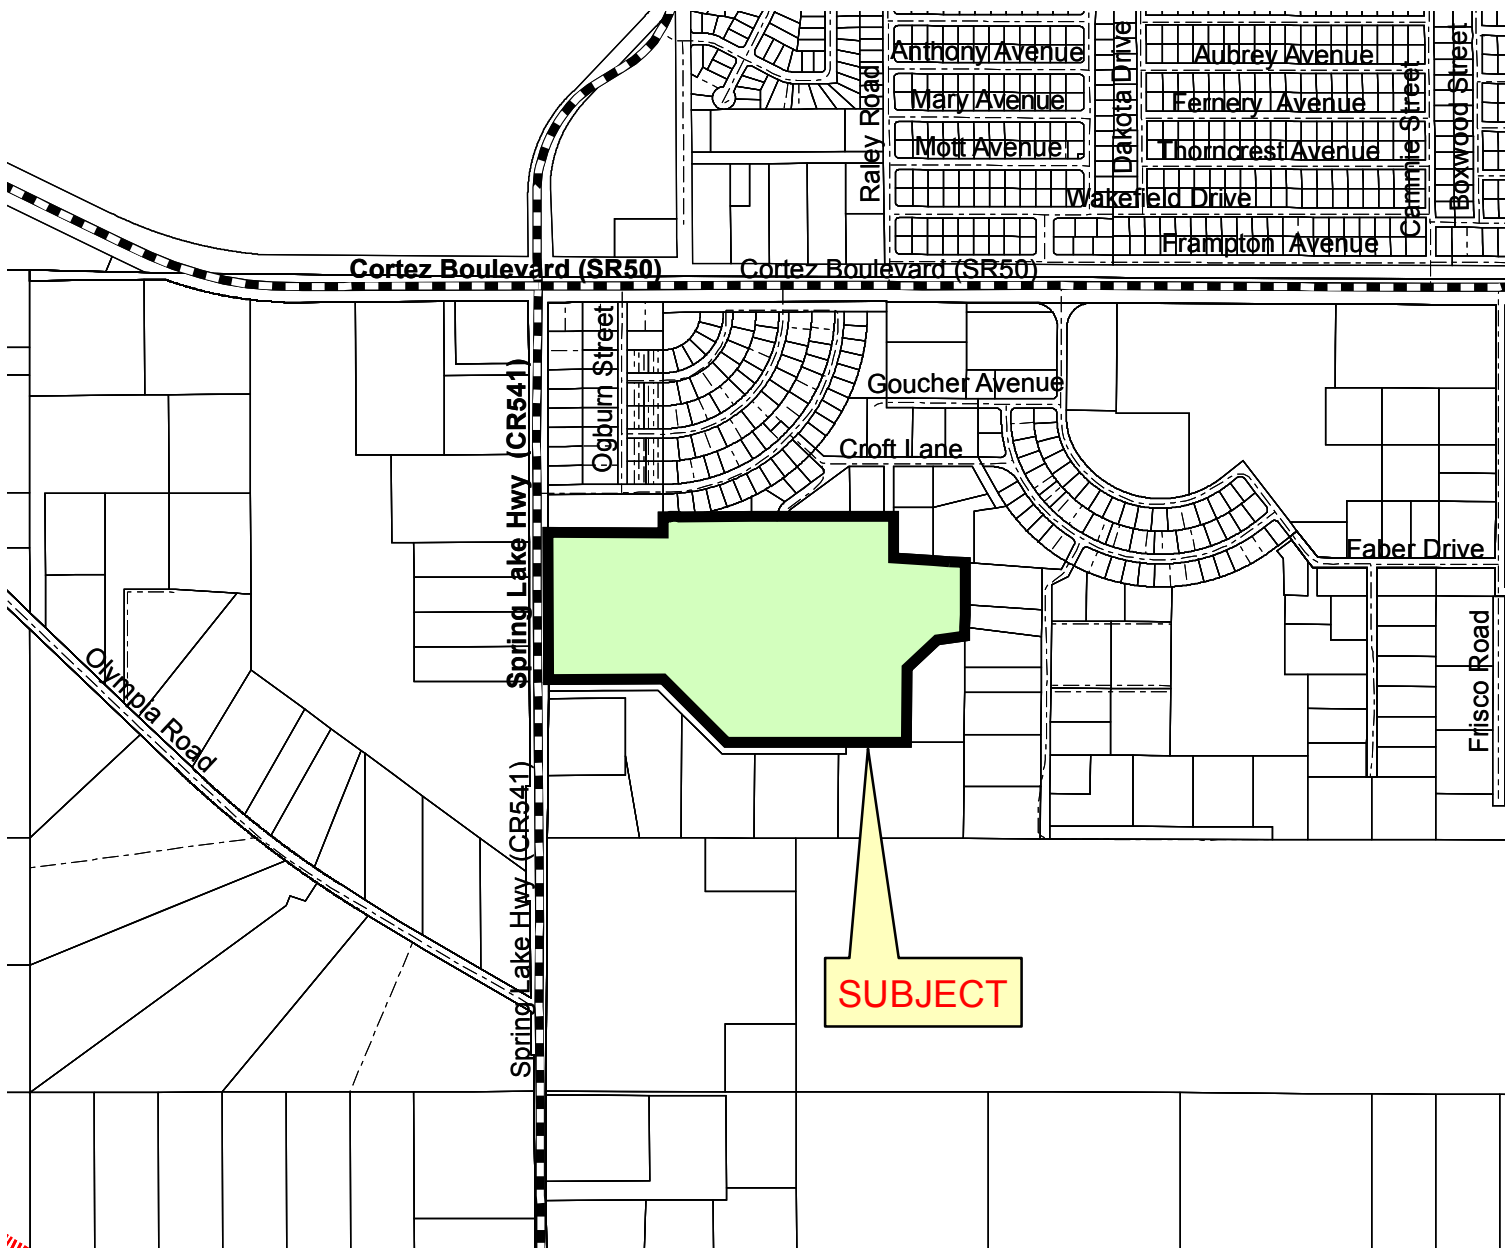 Anthony Avenue
Aubrey Avenue
Mary Avenue
Fernery Avenue
Mott Avenue
Thorncrest Avenue
Raley Road
Dakota Drive
Cammie Street
Boxwood Street
Wakefield Drive
Frampton Avenue
Cortez Boulevard (SR50)
Cortez Boulevard (SR50)
Ogburn Street
Spring Lake Hwy (CR541)
Goucher Avenue
Croft Lane
Faber Drive
Frisco Road
Olympia Road
Spring Lake Hwy (CR541)
SUBJECT